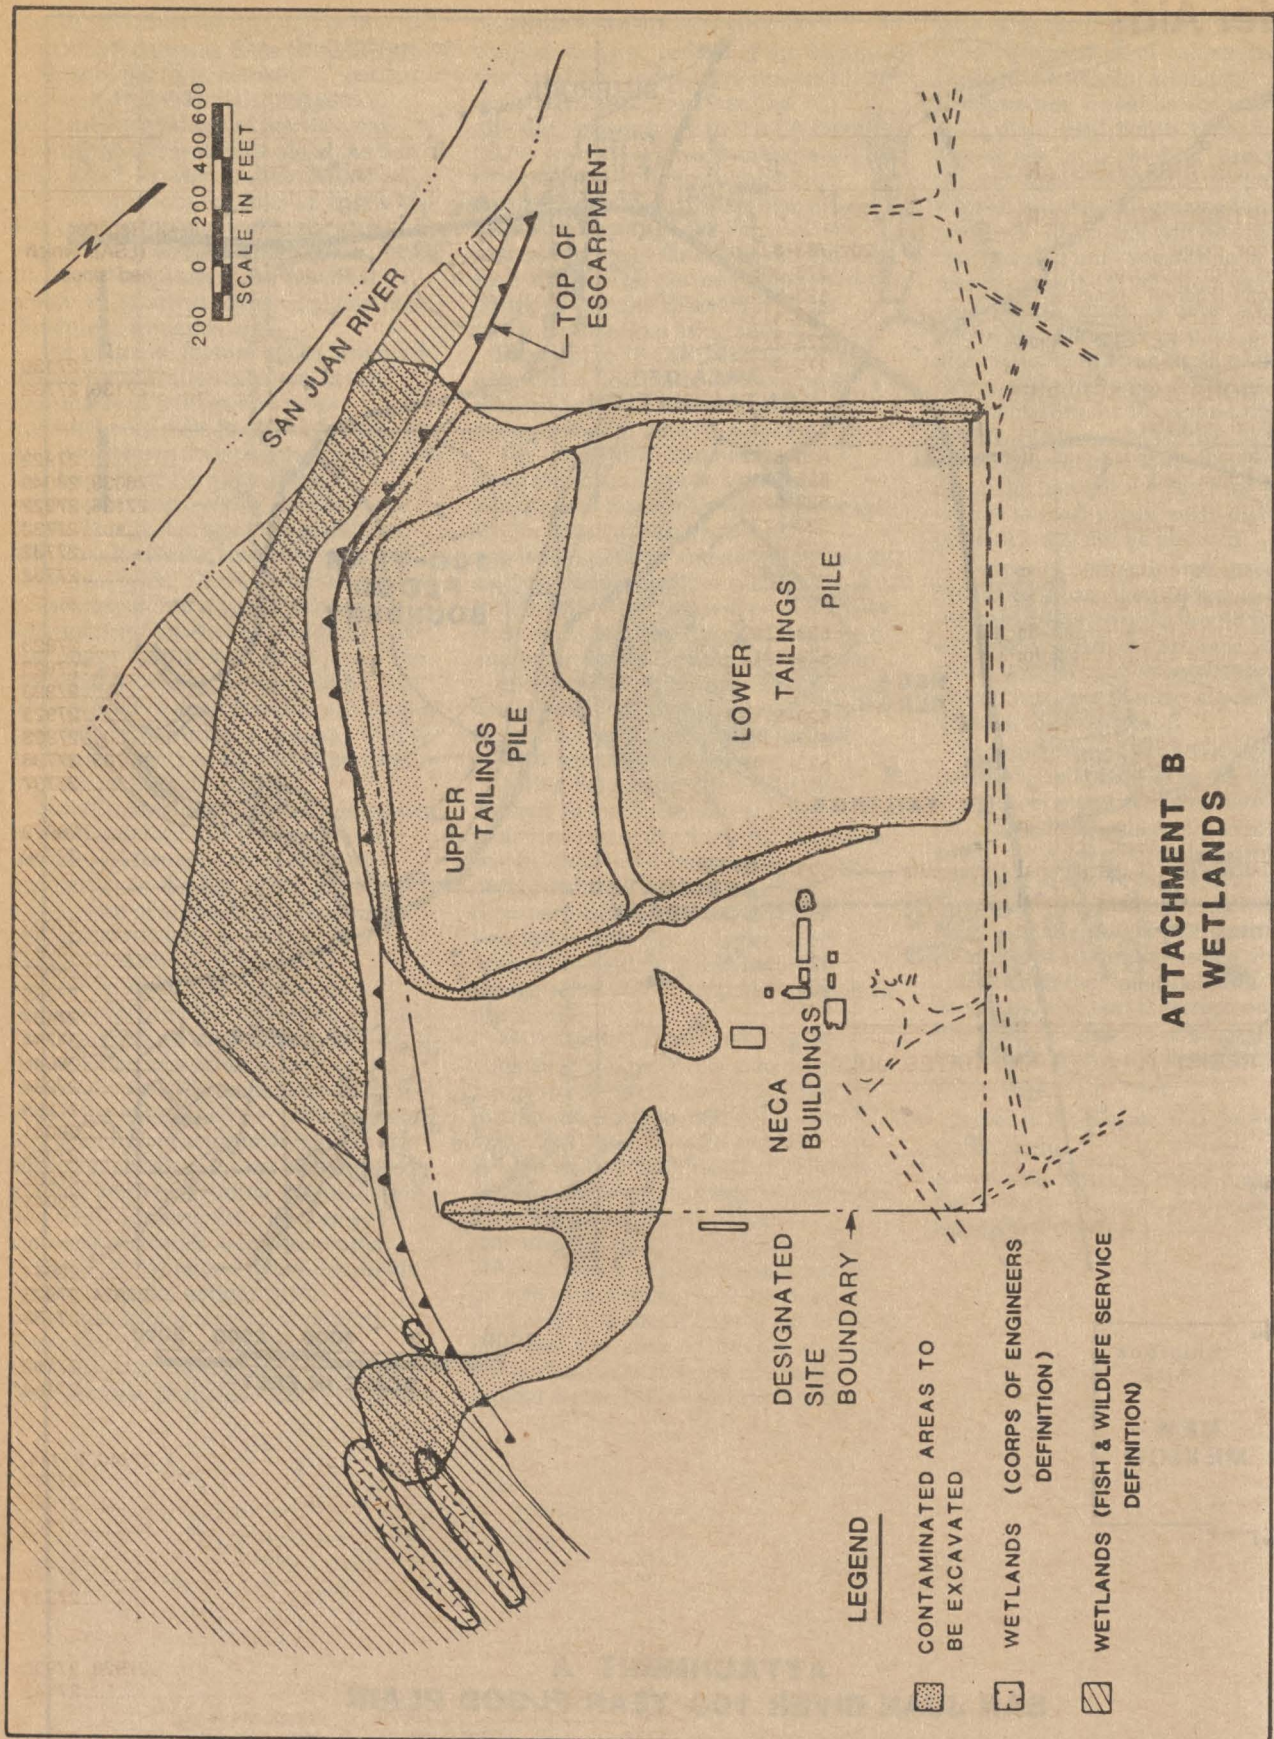 N
200 0 200 400 600
SCALE IN FEET
SAN JUAN RIVER
TOP OF
ESCARPMENT
UPPER
TAILINGS
PILE
LOWER
TAILINGS
PILE
NECA
BUILDINGS
DESIGNATED
SITE
BOUNDARY
LEGEND
CONTAMINATED AREAS TO
BE EXCAVATED
WETLANDS (CORPS OF ENGINEERS
DEFINITION)
WETLANDS (FISH & WILDLIFE SERVICE
DEFINITION)
ATTACHMENT B
WETLANDS